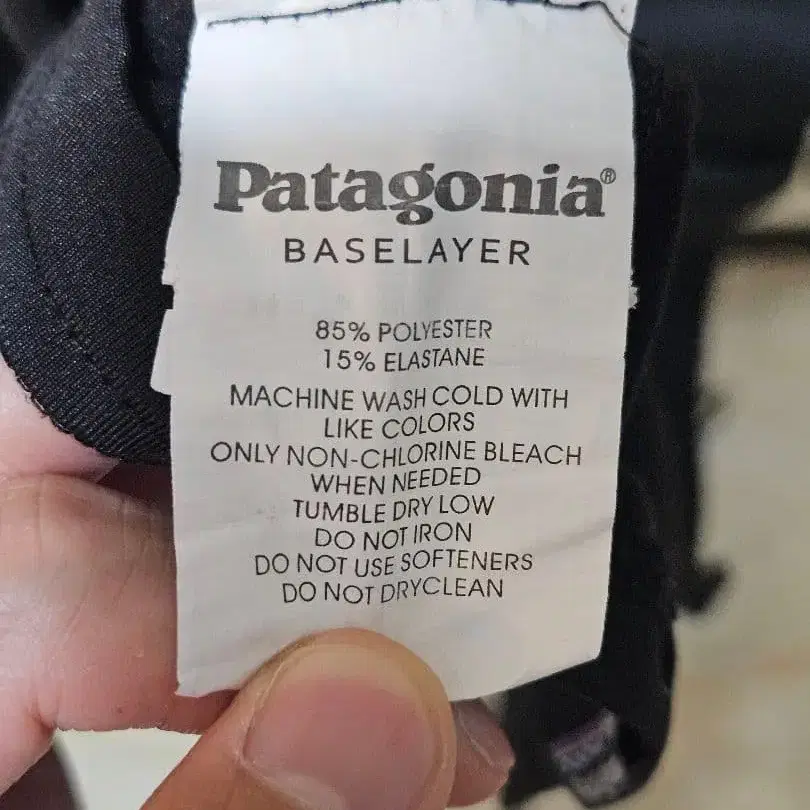 Patagonia®
BASELAYER
85% POLYESTER
15% ELASTANE
MACHINE WASH COLD WITH
LIKE COLORS
ONLY NON-CHLORINE BLEACH
WHEN NEEDED
TUMBLE DRY LOW
DO NOT IRON
DO NOT USE SOFTENERS
DO NOT DRYCLEAN